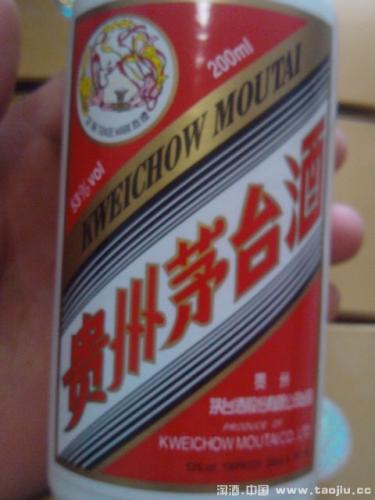 200ml
53%vol
KWEICHOW MOUTAI
贵州茅台酒
贵 州
PRODUCE OF
KWEICHOW MOUTAI CO. LTD
淘酒.中国 www.taojiu.cc